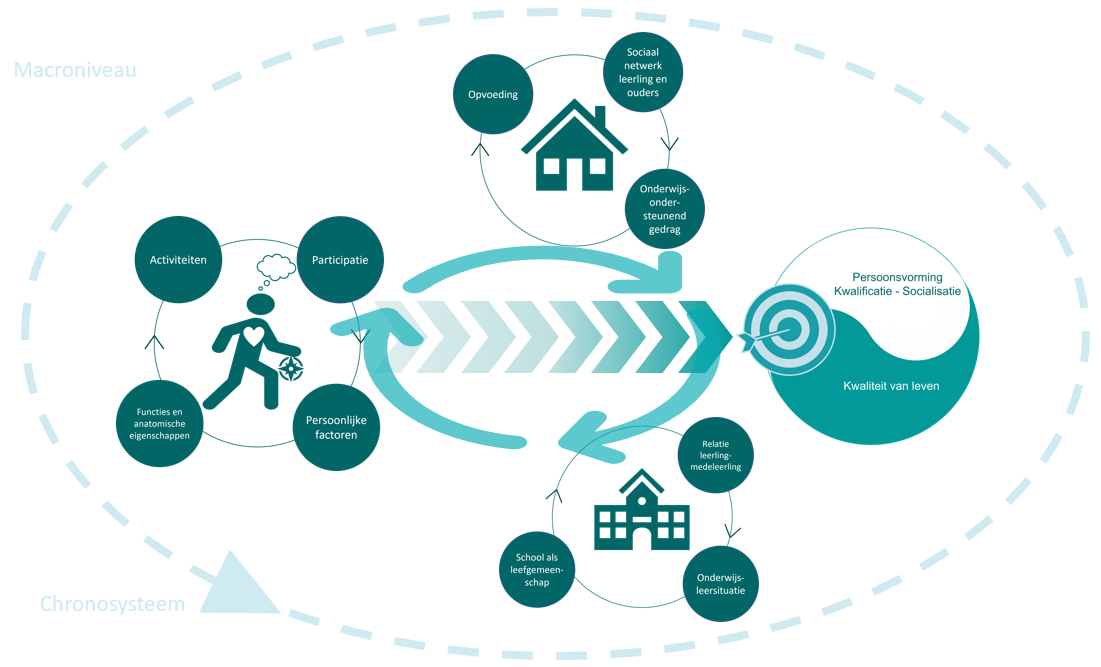 Macroniveau
Opvoeding
Sociaal
netwerk
leerling en
ouders
Onderwijs-
onder-
steunend
gedrag
Activiteiten
Participatie
Functies en
anatomische
eigenschappen
Persoonlijke
factoren
Persoonsvorming
Kwalificatie - Socialisatie
Kwaliteit van leven
Relatie
leerling-
medeleerling
School als
leefgemeen-
schap
Onderwijs-
leersituatie
Chronosysteem